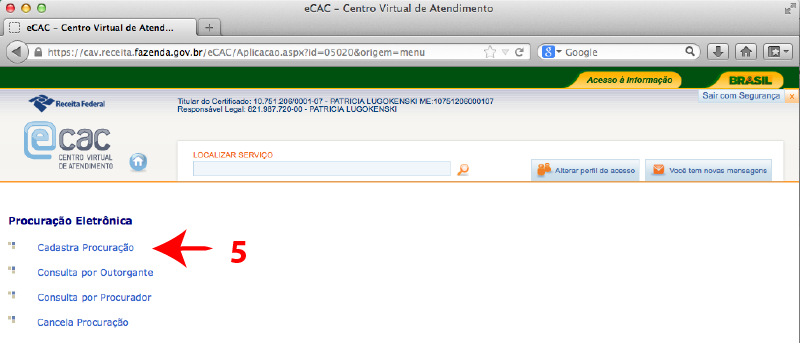 eCAC – Centro Virtual de Atendimento
eCAC – Centro Virtual de Atend...
+
https://cav.receita.fazenda.gov.br/eCAC/Aplicacao.aspx?id=05020&origem=menu
Google
Acesso à Informação
BRASIL
Receita Federal
Titular do Certificado: 10.751.206/0001-07 - PATRICIA LUGOKENSKI ME:10751206000107
Responsável Legal: 821.987.720-00 - PATRICIA LUGOKENSKI
Sair com Segurança
x
ecac
CENTRO VIRTUAL
DE ATENDIMENTO
LOCALIZAR SERVIÇO
Alterar perfil de acesso
Você tem novas mensagens
Procuração Eletrônica
Cadastra Procuração
5
Consulta por Outorgante
Consulta por Procurador
Cancela Procuração